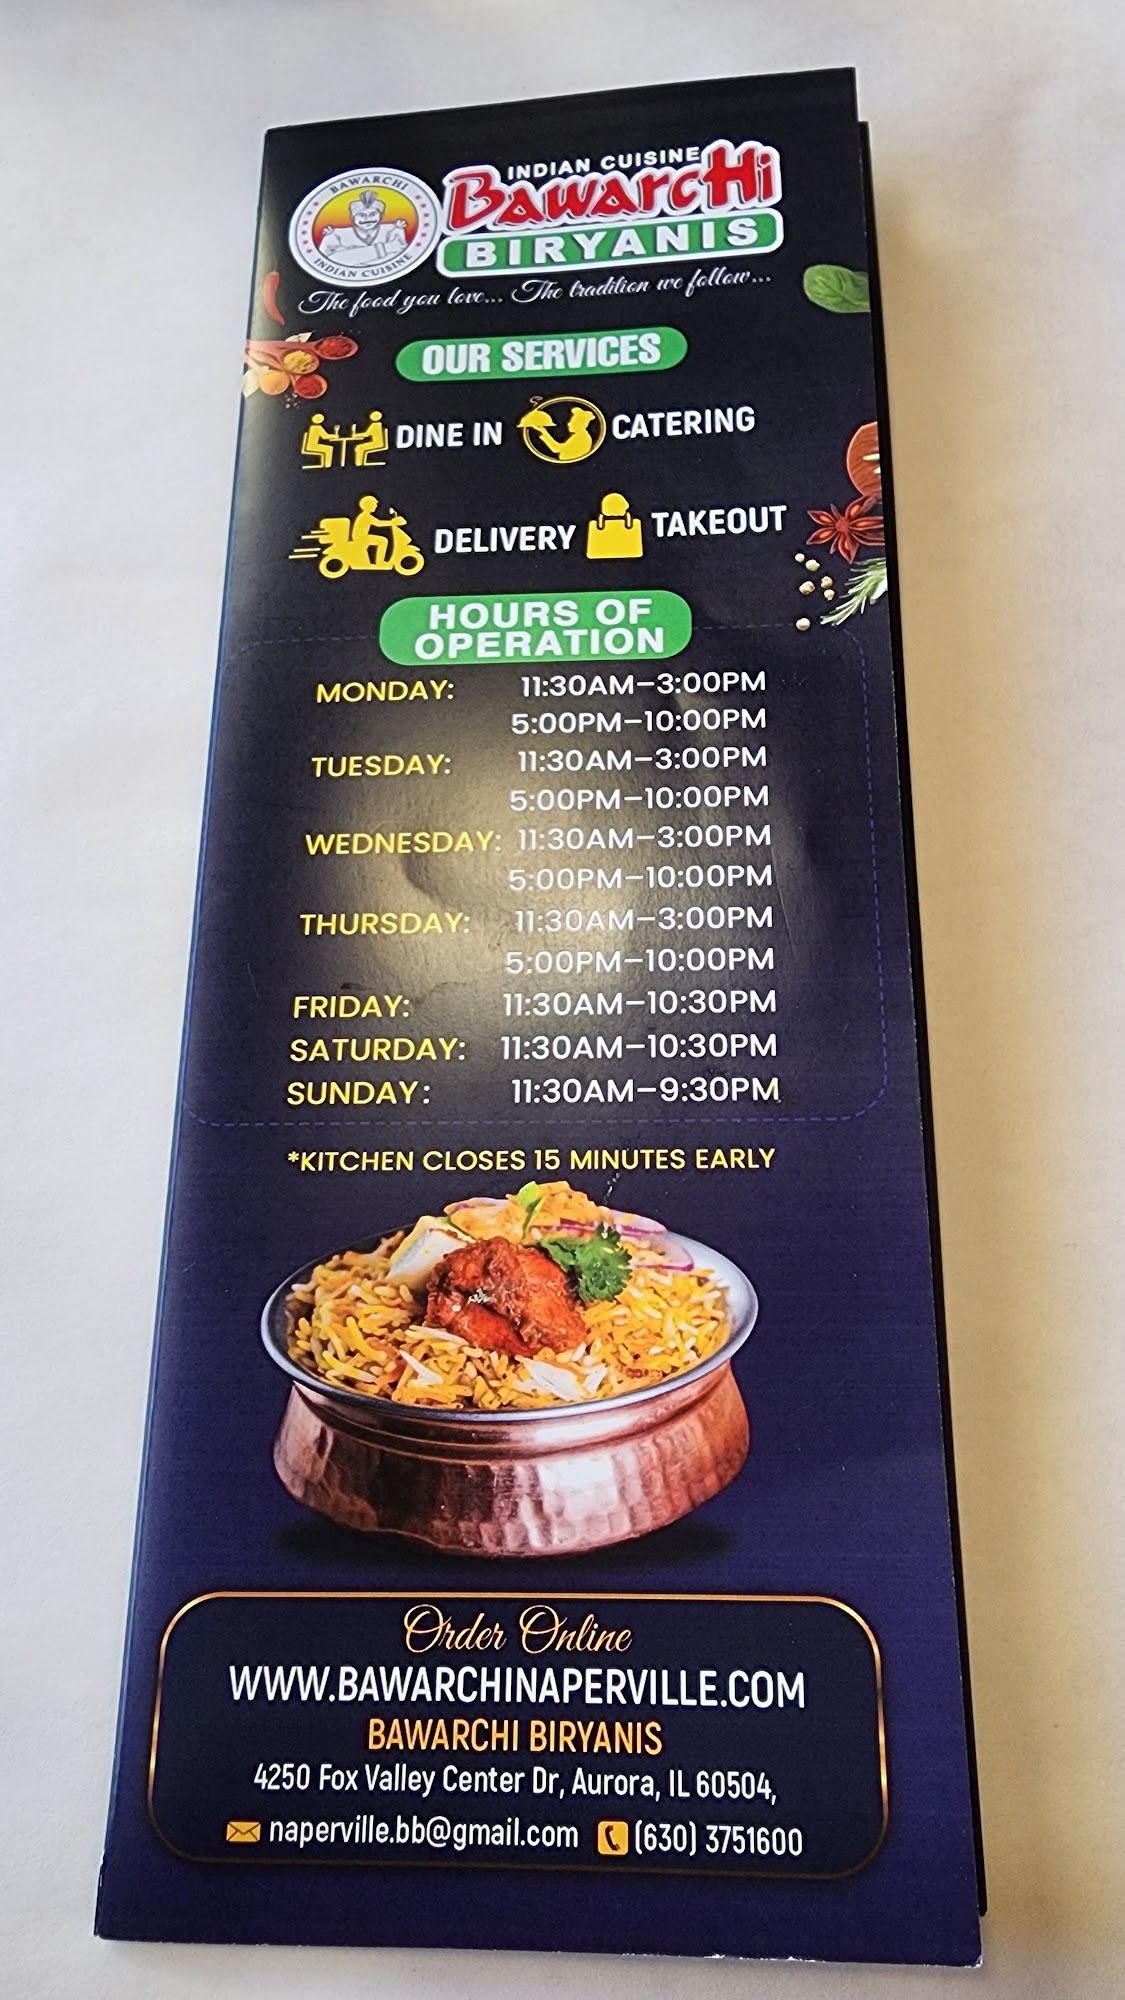 BAWARCHI
INDIAN CUISINE
INDIAN CUISINE
BawarcHi
BIRYANIS
The food you love... The tradition we follow...
OUR SERVICES
DINE IN CATERING
DELIVERY TAKEOUT
HOURS OF
OPERATION
MONDAY: 11:30AM–3:00PM
5:00PM–10:00PM
TUESDAY: 11:30AM–3:00PM
5:00PM–10:00PM
WEDNESDAY: 11:30AM–3:00PM
5:00PM–10:00PM
THURSDAY: 11:30AM–3:00PM
5:00PM–10:00PM
FRIDAY: 11:30AM–10:30PM
SATURDAY: 11:30AM–10:30PM
SUNDAY: 11:30AM–9:30PM
*KITCHEN CLOSES 15 MINUTES EARLY
Order Online
WWW.BAWARCHINAPERVILLE.COM
BAWARCHI BIRYANIS
4250 Fox Valley Center Dr, Aurora, IL 60504,
naperville.bb@gmail.com (630) 3751600